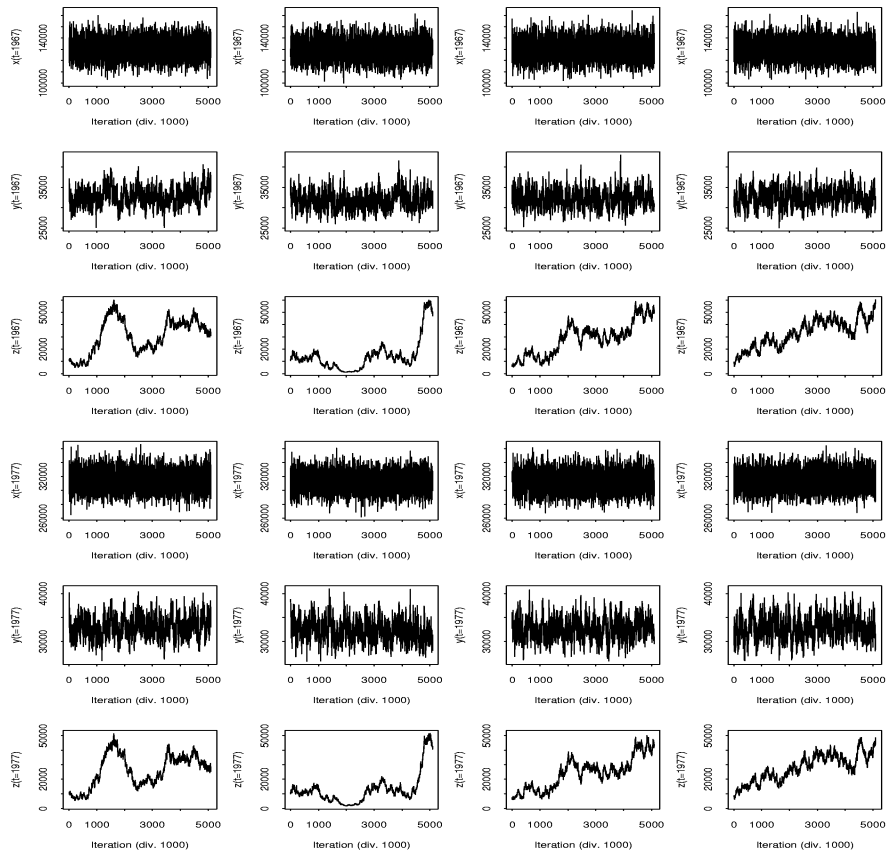 x(t=1967) 100000 140000 x(t=1967) 100000 140000 x(t=1967) 100000 140000 x(t=1967) 100000 140000
0 1000 3000 5000 0 1000 3000 5000 0 1000 3000 5000 0 1000 3000 5000
Iteration (div. 1000) Iteration (div. 1000) Iteration (div. 1000) Iteration (div. 1000)
y(t=1967) 25000 35000 y(t=1967) 25000 35000 y(t=1967) 25000 35000 y(t=1967) 25000 35000
0 1000 3000 5000 0 1000 3000 5000 0 1000 3000 5000 0 1000 3000 5000
Iteration (div. 1000) Iteration (div. 1000) Iteration (div. 1000) Iteration (div. 1000)
z(t=1967) 0 20000 50000 z(t=1967) 0 20000 50000 z(t=1967) 0 20000 50000 z(t=1967) 0 20000 50000
0 1000 3000 5000 0 1000 3000 5000 0 1000 3000 5000 0 1000 3000 5000
Iteration (div. 1000) Iteration (div. 1000) Iteration (div. 1000) Iteration (div. 1000)
x(t=1977) 260000 320000 x(t=1977) 260000 320000 x(t=1977) 260000 320000 x(t=1977) 260000 320000
0 1000 3000 5000 0 1000 3000 5000 0 1000 3000 5000 0 1000 3000 5000
Iteration (div. 1000) Iteration (div. 1000) Iteration (div. 1000) Iteration (div. 1000)
y(t=1977) 30000 40000 y(t=1977) 30000 40000 y(t=1977) 30000 40000 y(t=1977) 30000 40000
0 1000 3000 5000 0 1000 3000 5000 0 1000 3000 5000 0 1000 3000 5000
Iteration (div. 1000) Iteration (div. 1000) Iteration (div. 1000) Iteration (div. 1000)
z(t=1977) 0 20000 50000 z(t=1977) 0 20000 50000 z(t=1977) 0 20000 50000 z(t=1977) 0 20000 50000
0 1000 3000 5000 0 1000 3000 5000 0 1000 3000 5000 0 1000 3000 5000
Iteration (div. 1000) Iteration (div. 1000) Iteration (div. 1000) Iteration (div. 1000)